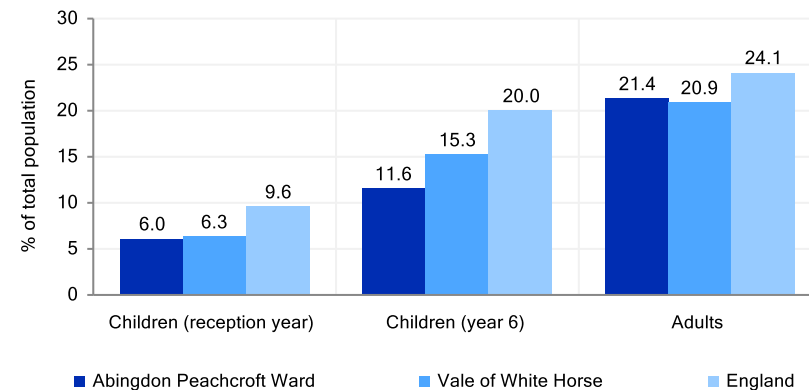 % of total population
30
25
20
15
10
5
0
6.0 6.3 9.6
11.6 15.3 20.0
21.4 20.9 24.1
Children (reception year) Children (year 6) Adults
Abingdon Peachcroft Ward Vale of White Horse England